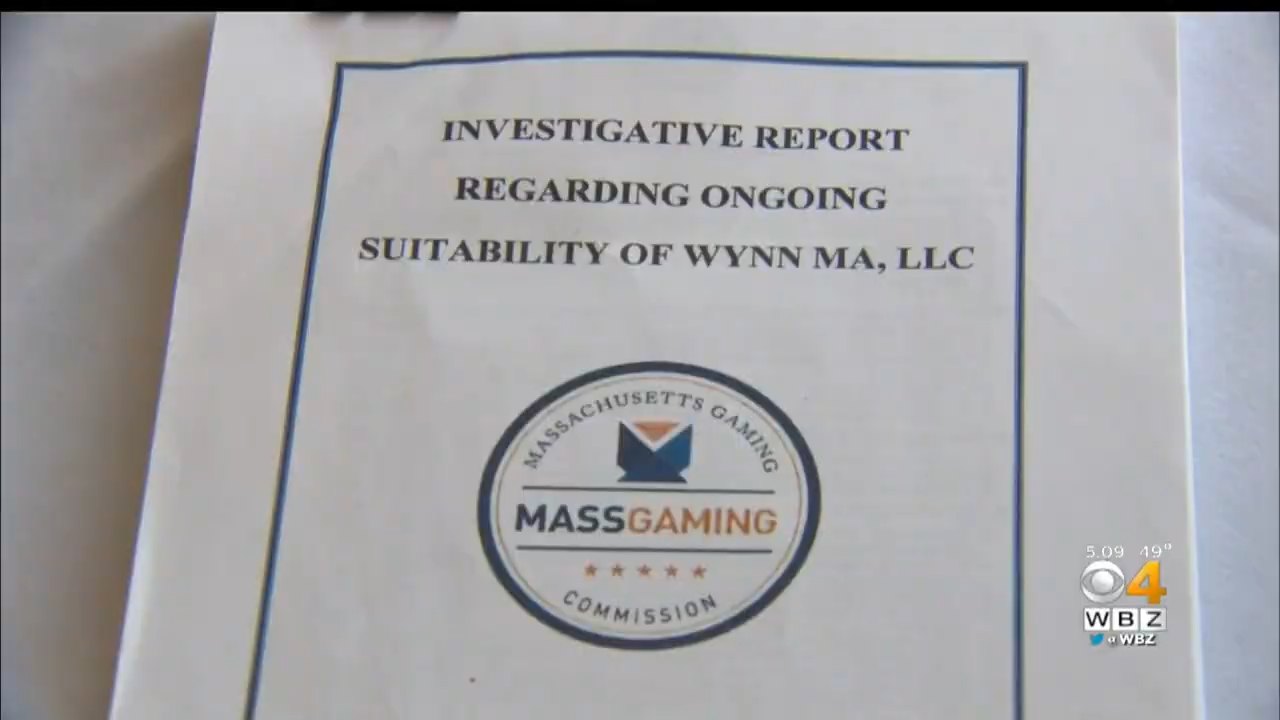 INVESTIGATIVE REPORT
REGARDING ONGOING
SUITABILITY OF WYNN MA, LLC
MASSACHUSETTS GAMING
MASSGAMING
COMMISSION
5:09 49°
4
WBZ
@WBZ